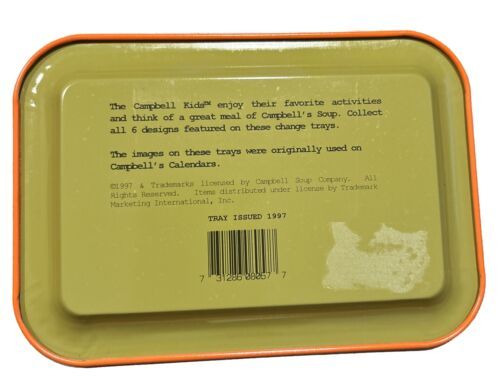 The Campbell Kids™ enjoy their favorite activities
and think of a great meal of Campbell's Soup. Collect
all 6 designs featured on these change trays.
The images on these trays were originally used on
Campbell's Calendars.
©1997 & Trademarks licensed by Campbell Soup Company. All
Rights Reserved. Items distributed under license by Trademark
Marketing International, Inc.
TRAY ISSUED 1997
7 31286 08057 7